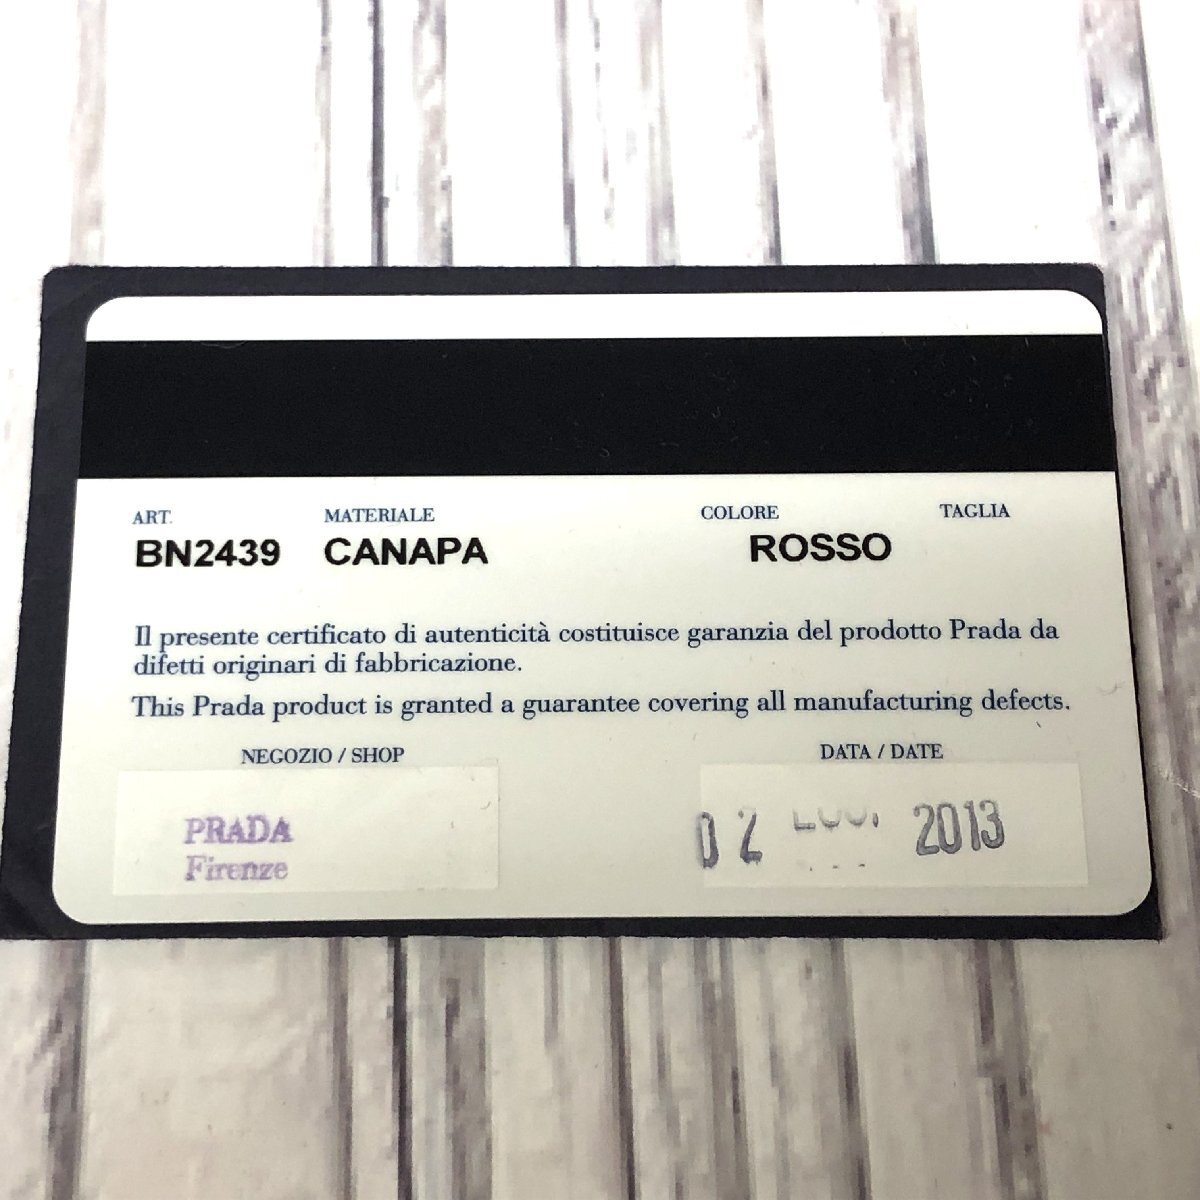 ART. MATERIALE COLORE TAGLIA
BN2439 CANAPA ROSSO
Il presente certificato di autenticità costituisce garanzia del prodotto Prada da
difetti originari di fabbricazione.
This Prada product is granted a guarantee covering all manufacturing defects.
NEGOZIO / SHOP DATA / DATE
PRADA
Firenze
02 2013